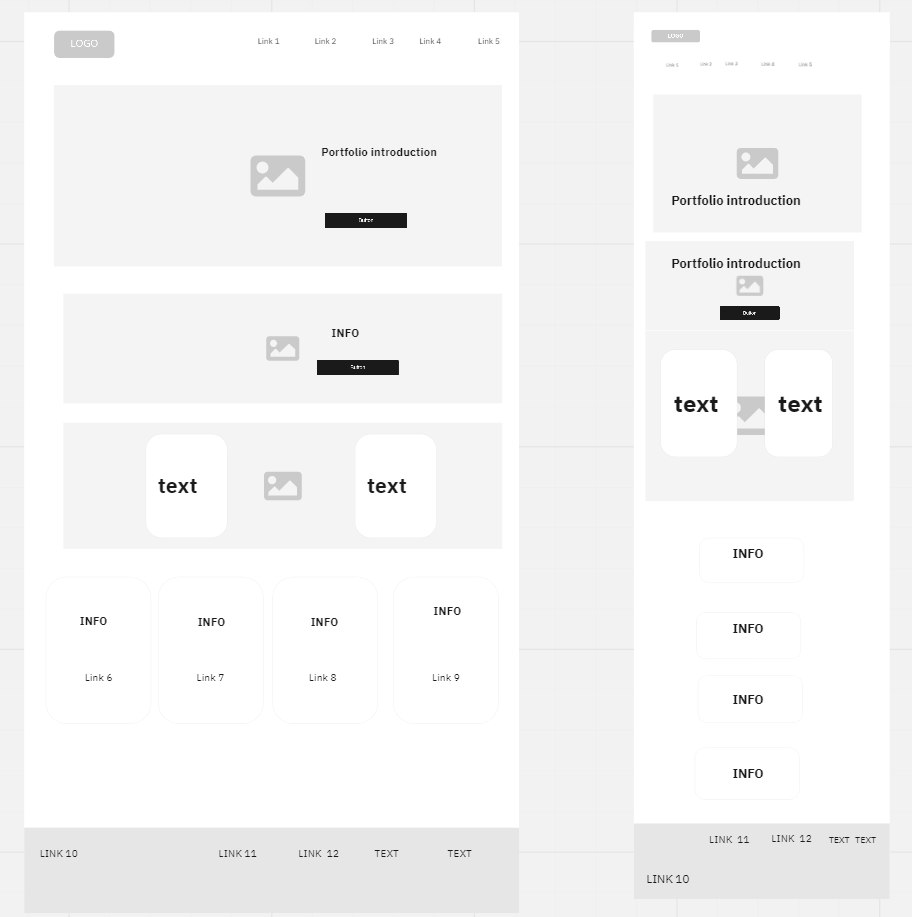 LOGO
Link 1 Link 2 Link 3 Link 4 Link 5
Portfolio introduction
Button
INFO
Button
text text
INFO INFO INFO INFO
Link 6 Link 7 Link 8 Link 9
LINK 10 LINK 11 LINK 12 TEXT TEXT
LOGO
Link 1 Link 2 Link 3 Link 4 Link 5
Portfolio introduction
Portfolio introduction
Button
text text
INFO
INFO
INFO
INFO
LINK 11 LINK 12 TEXT TEXT
LINK 10